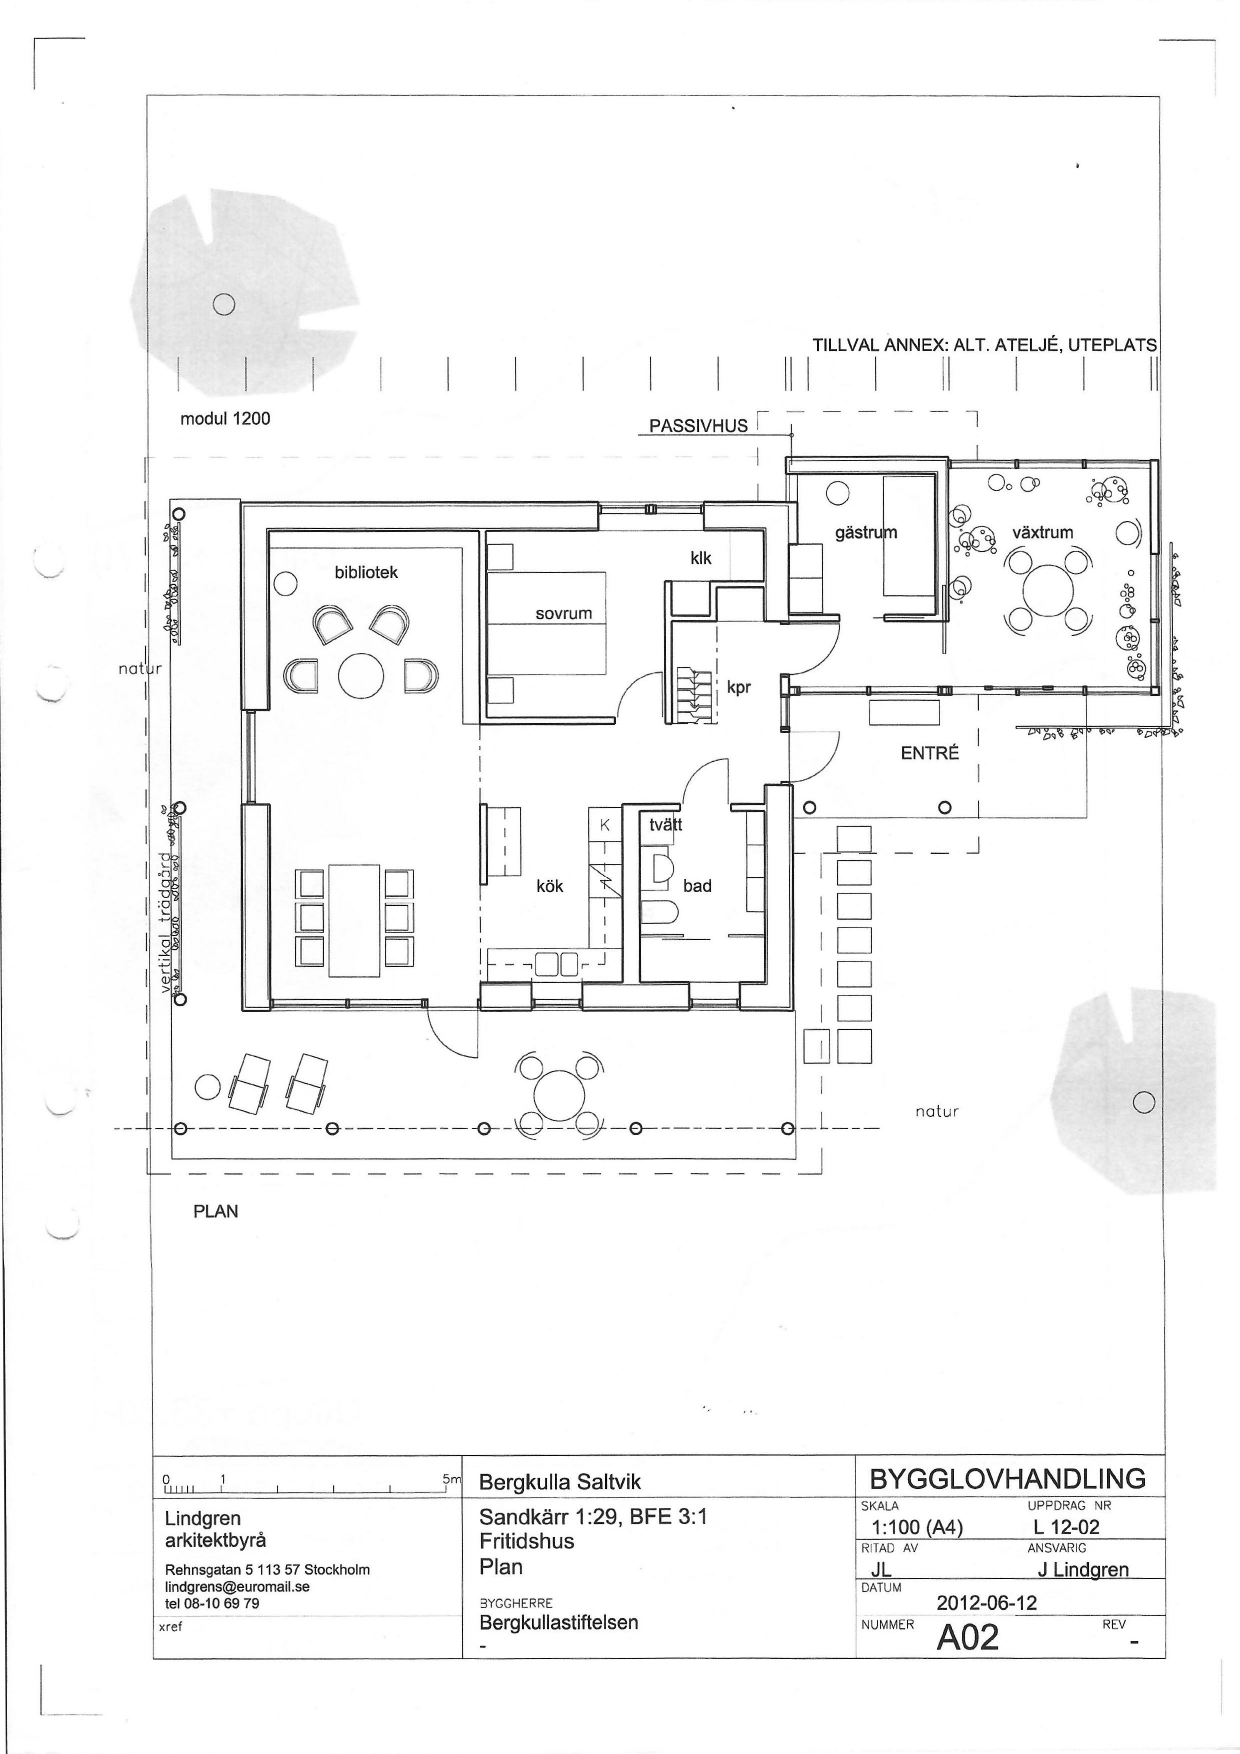 TILLVAL ANNEX: ALT. ATELJÉ, UTEPLATS
modul 1200
PASSIVHUS
gästrum
växtrum
klk
bibliotek
sovrum
natur
kpr
ENTRÉ
K
tvätt
kök
bad
vertikal trädgård
natur
PLAN
0 1 5m
Lindgren
arkitektbyrå
Rehnsgatan 5 113 57 Stockholm
lindgrens@euromail.se
tel 08-10 69 79
xref
Bergkulla Saltvik
Sandkärr 1:29, BFE 3:1
Fritidshus
Plan
BYGGHERRE
Bergkullastiftelsen
-
BYGGLOVHANDLING
SKALA UPPDRAG NR
1:100 (A4) L 12-02
RITAD AV ANSVARIG
JL J Lindgren
DATUM
2012-06-12
NUMMER REV
A02 -